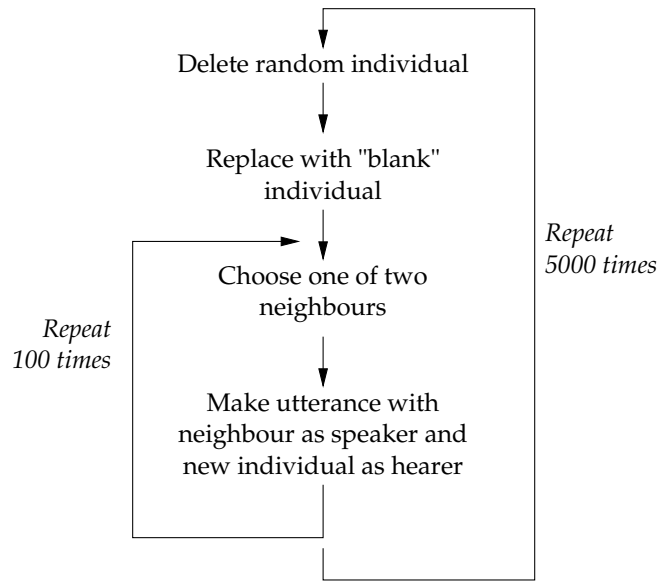 Delete random individual
Replace with "blank"
individual
Repeat
5000 times
Choose one of two
neighbours
Repeat
100 times
Make utterance with
neighbour as speaker and
new individual as hearer